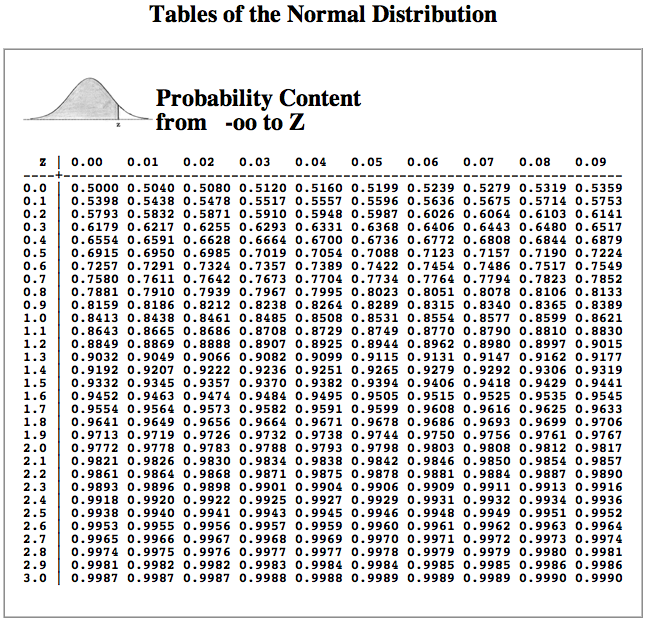 Tables of the Normal Distribution
Probability Content
from -oo to Z
z
Z | 0.00 0.01 0.02 0.03 0.04 0.05 0.06 0.07 0.08 0.09
0.0 | 0.5000 0.5040 0.5080 0.5120 0.5160 0.5199 0.5239 0.5279 0.5319 0.5359
0.1 | 0.5398 0.5438 0.5478 0.5517 0.5557 0.5596 0.5636 0.5675 0.5714 0.5753
0.2 | 0.5793 0.5832 0.5871 0.5910 0.5948 0.5987 0.6026 0.6064 0.6103 0.6141
0.3 | 0.6179 0.6217 0.6255 0.6293 0.6331 0.6368 0.6406 0.6443 0.6480 0.6517
0.4 | 0.6554 0.6591 0.6628 0.6664 0.6700 0.6736 0.6772 0.6808 0.6844 0.6879
0.5 | 0.6915 0.6950 0.6985 0.7019 0.7054 0.7088 0.7123 0.7157 0.7190 0.7224
0.6 | 0.7257 0.7291 0.7324 0.7357 0.7389 0.7422 0.7454 0.7486 0.7517 0.7549
0.7 | 0.7580 0.7611 0.7642 0.7673 0.7704 0.7734 0.7764 0.7794 0.7823 0.7852
0.8 | 0.7881 0.7910 0.7939 0.7967 0.7995 0.8023 0.8051 0.8078 0.8106 0.8133
0.9 | 0.8159 0.8186 0.8212 0.8238 0.8264 0.8289 0.8315 0.8340 0.8365 0.8389
1.0 | 0.8413 0.8438 0.8461 0.8485 0.8508 0.8531 0.8554 0.8577 0.8599 0.8621
1.1 | 0.8643 0.8665 0.8686 0.8708 0.8729 0.8749 0.8770 0.8790 0.8810 0.8830
1.2 | 0.8849 0.8869 0.8888 0.8907 0.8925 0.8944 0.8962 0.8980 0.8997 0.9015
1.3 | 0.9032 0.9049 0.9066 0.9082 0.9099 0.9115 0.9131 0.9147 0.9162 0.9177
1.4 | 0.9192 0.9207 0.9222 0.9236 0.9251 0.9265 0.9279 0.9292 0.9306 0.9319
1.5 | 0.9332 0.9345 0.9357 0.9370 0.9382 0.9394 0.9406 0.9418 0.9429 0.9441
1.6 | 0.9452 0.9463 0.9474 0.9484 0.9495 0.9505 0.9515 0.9525 0.9535 0.9545
1.7 | 0.9554 0.9564 0.9573 0.9582 0.9591 0.9599 0.9608 0.9616 0.9625 0.9633
1.8 | 0.9641 0.9649 0.9656 0.9664 0.9671 0.9678 0.9686 0.9693 0.9699 0.9706
1.9 | 0.9713 0.9719 0.9726 0.9732 0.9738 0.9744 0.9750 0.9756 0.9761 0.9767
2.0 | 0.9772 0.9778 0.9783 0.9788 0.9793 0.9798 0.9803 0.9808 0.9812 0.9817
2.1 | 0.9821 0.9826 0.9830 0.9834 0.9838 0.9842 0.9846 0.9850 0.9854 0.9857
2.2 | 0.9861 0.9864 0.9868 0.9871 0.9875 0.9878 0.9881 0.9884 0.9887 0.9890
2.3 | 0.9893 0.9896 0.9898 0.9901 0.9904 0.9906 0.9909 0.9911 0.9913 0.9916
2.4 | 0.9918 0.9920 0.9922 0.9925 0.9927 0.9929 0.9931 0.9932 0.9934 0.9936
2.5 | 0.9938 0.9940 0.9941 0.9943 0.9945 0.9946 0.9948 0.9949 0.9951 0.9952
2.6 | 0.9953 0.9955 0.9956 0.9957 0.9959 0.9960 0.9961 0.9962 0.9963 0.9964
2.7 | 0.9965 0.9966 0.9967 0.9968 0.9969 0.9970 0.9971 0.9972 0.9973 0.9974
2.8 | 0.9974 0.9975 0.9976 0.9977 0.9977 0.9978 0.9979 0.9979 0.9980 0.9981
2.9 | 0.9981 0.9982 0.9982 0.9983 0.9984 0.9984 0.9985 0.9985 0.9986 0.9986
3.0 | 0.9987 0.9987 0.9987 0.9988 0.9988 0.9989 0.9989 0.9989 0.9990 0.9990